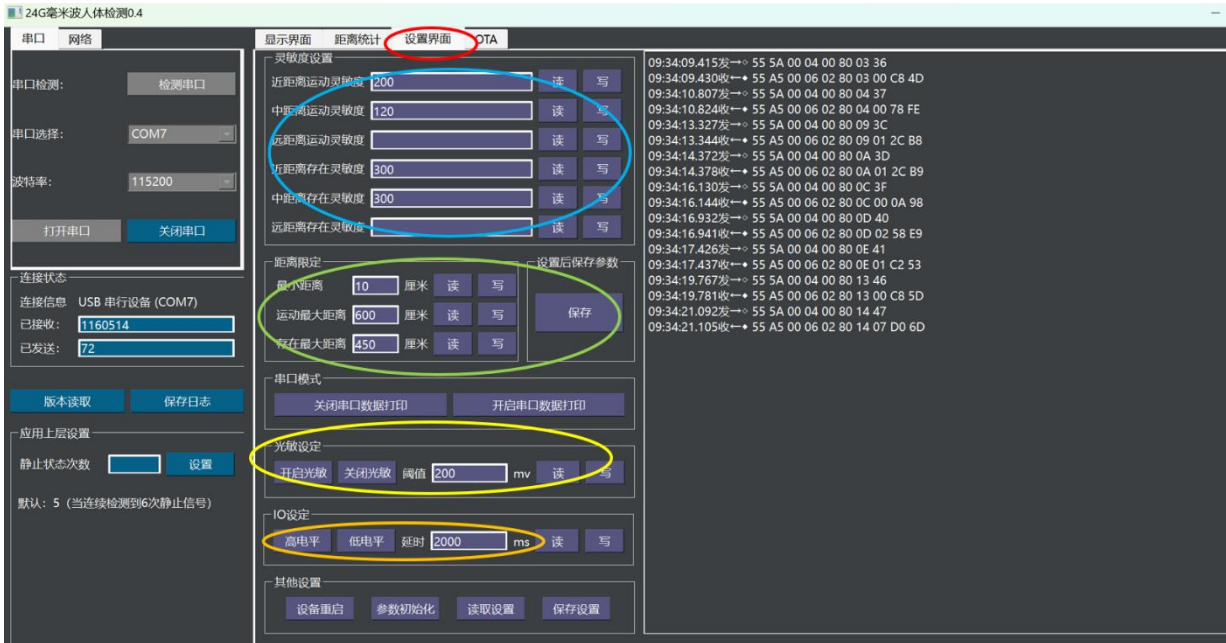 24G毫米波人体检测0.4
串口 网络
串口检测: 检测串口
串口选择: COM7
波特率: 115200
打开串口 关闭串口
连接状态
连接信息 USB 串行设备 (COM7)
已接收: 1160514
已发送: 72
版本读取 保存日志
应用上层设置
静止状态次数 设置
默认: 5 (当连续检测到6次静止信号)
显示界面 距离统计 设置界面 OTA
灵敏度设置
近距离运动灵敏度 200 读 写
中距离运动灵敏度 120 读 写
远距离运动灵敏度 读 写
近距离存在灵敏度 300 读 写
中距离存在灵敏度 300 读 写
远距离存在灵敏度 读 写
距离限定
最小距离 10 厘米 读 写
运动最大距离 600 厘米 读 写
存在最大距离 450 厘米 读 写
设置后保存参数
保存
串口模式
关闭串口数据打印 开启串口数据打印
光敏设定
开启光敏 关闭光敏 阈值 200 mv 读 写
IO设定
高电平 低电平 延时 2000 ms 读 写
其他设置
设备重启 参数初始化 读取设置 保存设置
09:34:09.415发→◇ 55 5A 00 04 00 80 03 36
09:34:09.430收←◆ 55 A5 00 06 02 80 03 00 C8 4D
09:34:10.807发→◇ 55 5A 00 04 00 80 04 37
09:34:10.824收←◆ 55 A5 00 06 02 80 04 00 78 FE
09:34:13.327发→◇ 55 5A 00 04 00 80 09 3C
09:34:13.344收←◆ 55 A5 00 06 02 80 09 01 2C B8
09:34:14.372发→◇ 55 5A 00 04 00 80 0A 3D
09:34:14.378收←◆ 55 A5 00 06 02 80 0A 01 2C B9
09:34:16.130发→◇ 55 5A 00 04 00 80 0C 3F
09:34:16.144收←◆ 55 A5 00 06 02 80 0C 00 0A 98
09:34:16.932发→◇ 55 5A 00 04 00 80 0D 40
09:34:16.941收←◆ 55 A5 00 06 02 80 0D 02 58 E9
09:34:17.426发→◇ 55 5A 00 04 00 80 0E 41
09:34:17.437收←◆ 55 A5 00 06 02 80 0E 01 C2 53
09:34:19.767发→◇ 55 5A 00 04 00 80 13 46
09:34:19.781收←◆ 55 A5 00 06 02 80 13 00 C8 5D
09:34:21.092发→◇ 55 5A 00 04 00 80 14 47
09:34:21.105收←◆ 55 A5 00 06 02 80 14 07 D0 6D